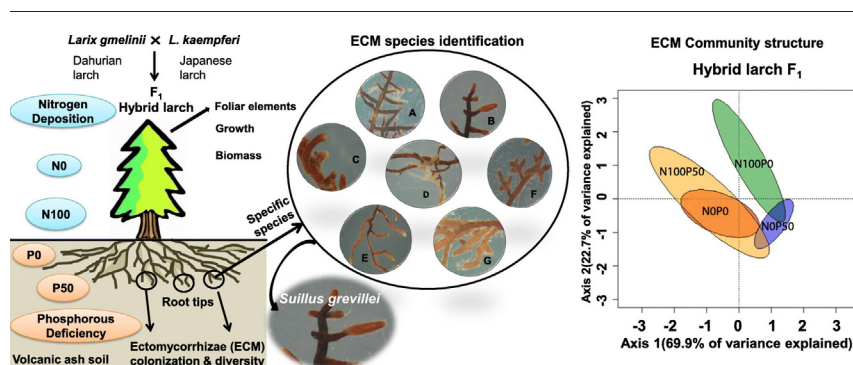 Larix gmelinii × L. kaempferi
Dahurian larch
Japanese larch
F1
Hybrid larch
Nitrogen
Deposition
N0
N100
Foliar elements
Growth
Biomass
P0
P50
Phosphorous
Deficiency
Volcanic ash soil
Root tips
Ectomycorrhizae (ECM)
colonization & diversity
Specific
species
ECM species identification
A
B
C
D
F
E
G
Suillus grevillei
ECM Community structure
Hybrid larch F1
Axis 2(22.7% of variance explained)
3
2
1
0
-1
-2
-3
N100P0
N100P50
N0P0
N0P50
-3 -2 -1 0 1 2 3
Axis 1(69.9% of variance explained)